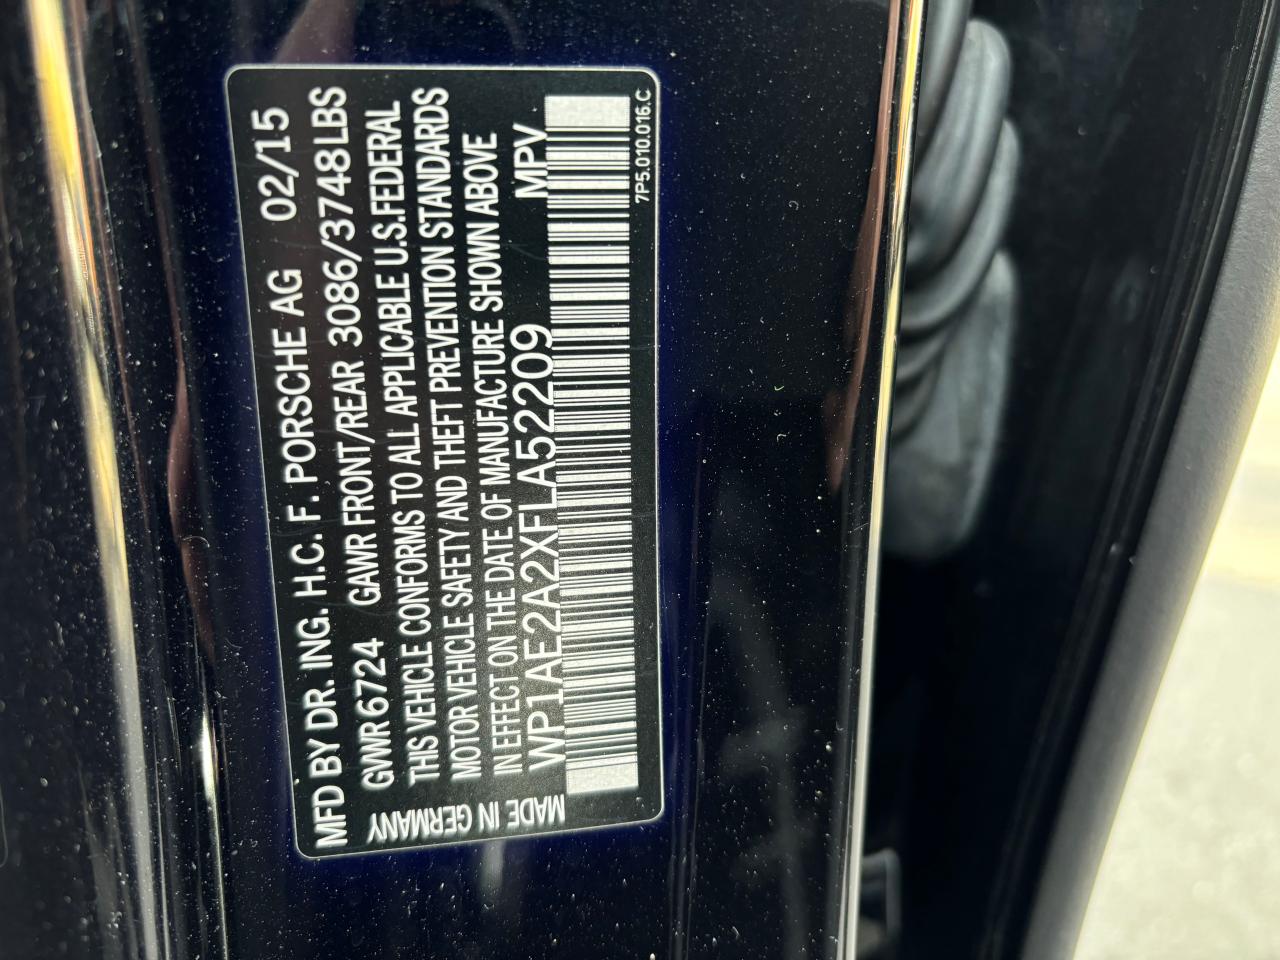 MFD BY DR. ING. H.C. F. PORSCHE AG 02/15
GWR 6724 GAWR FRONT/REAR 3086/3748LBS
THIS VEHICLE CONFORMS TO ALL APPLICABLE U.S.FEDERAL
MOTOR VEHICLE SAFETY AND THEFT PREVENTION STANDARDS
IN EFFECT ON THE DATE OF MANUFACTURE SHOWN ABOVE
WP1AE2A2XFLA52209 MPV
MADE IN GERMANY
7P5.010.016.C